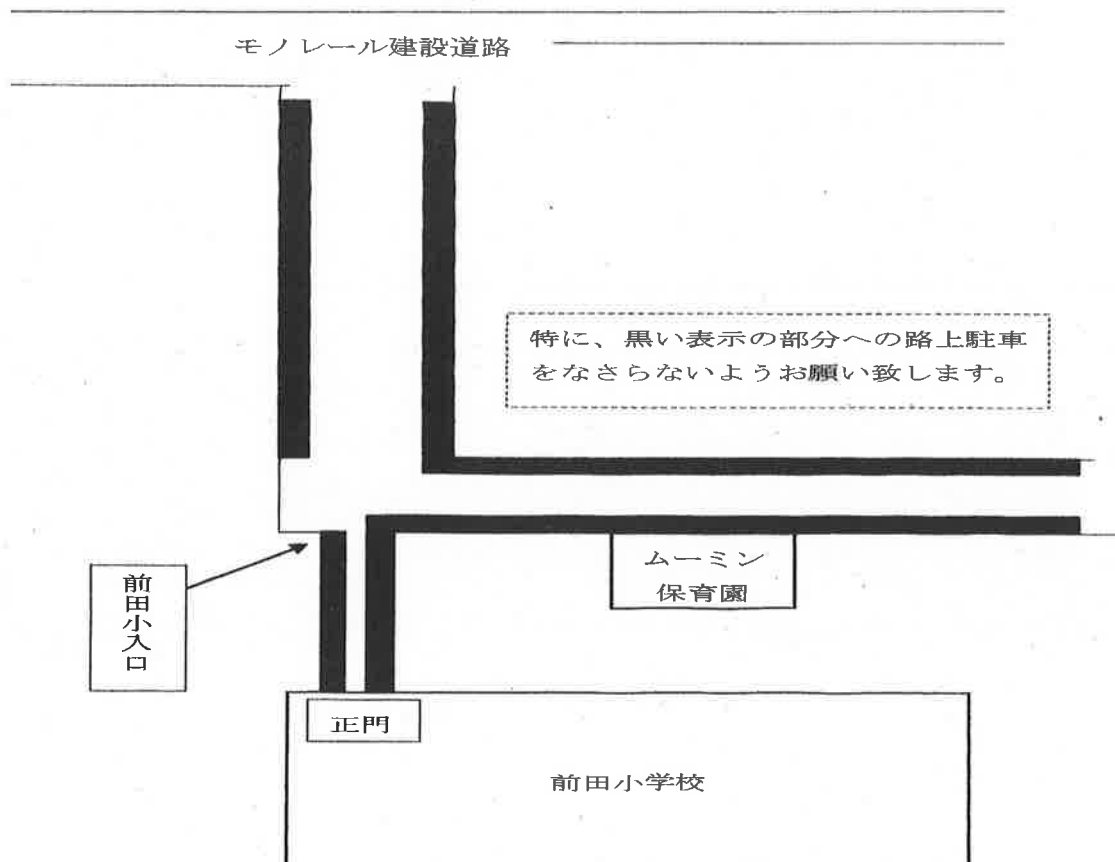 モノレール建設道路
特に、黒い表示の部分への路上駐車
をなさらないようお願い致します。
ムーミン
保育園
前田小入口
正門
前田小学校